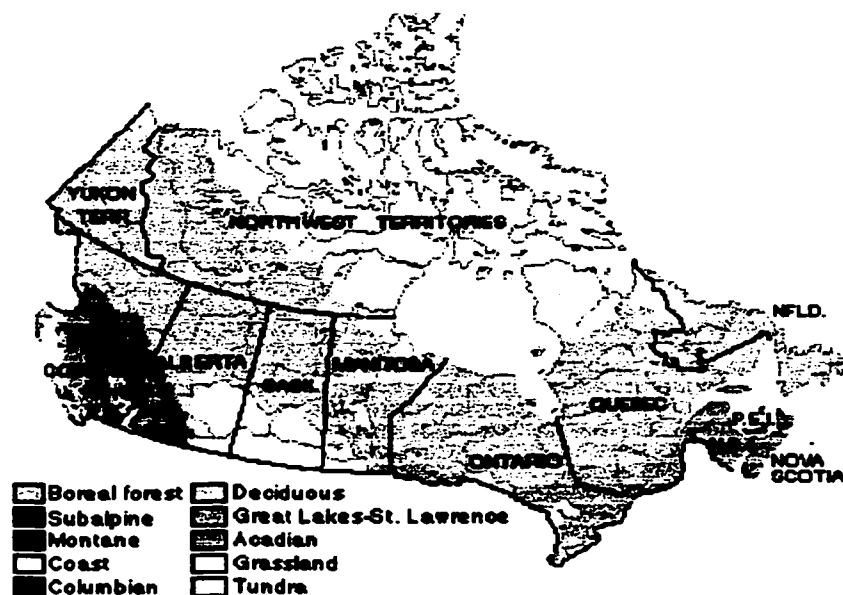 YUKON
TERR
NORTHWEST TERRITORIES
NFLD.
ALBERTA
SASK
MANITOBA
QUEBEC
P.E.I.
ONTARIO
NOVA
SCOTIA
Boreal forest
Deciduous
Subalpine
Great Lakes-St. Lawrence
Montane
Acadian
Coast
Grassland
Columbian
Tundra